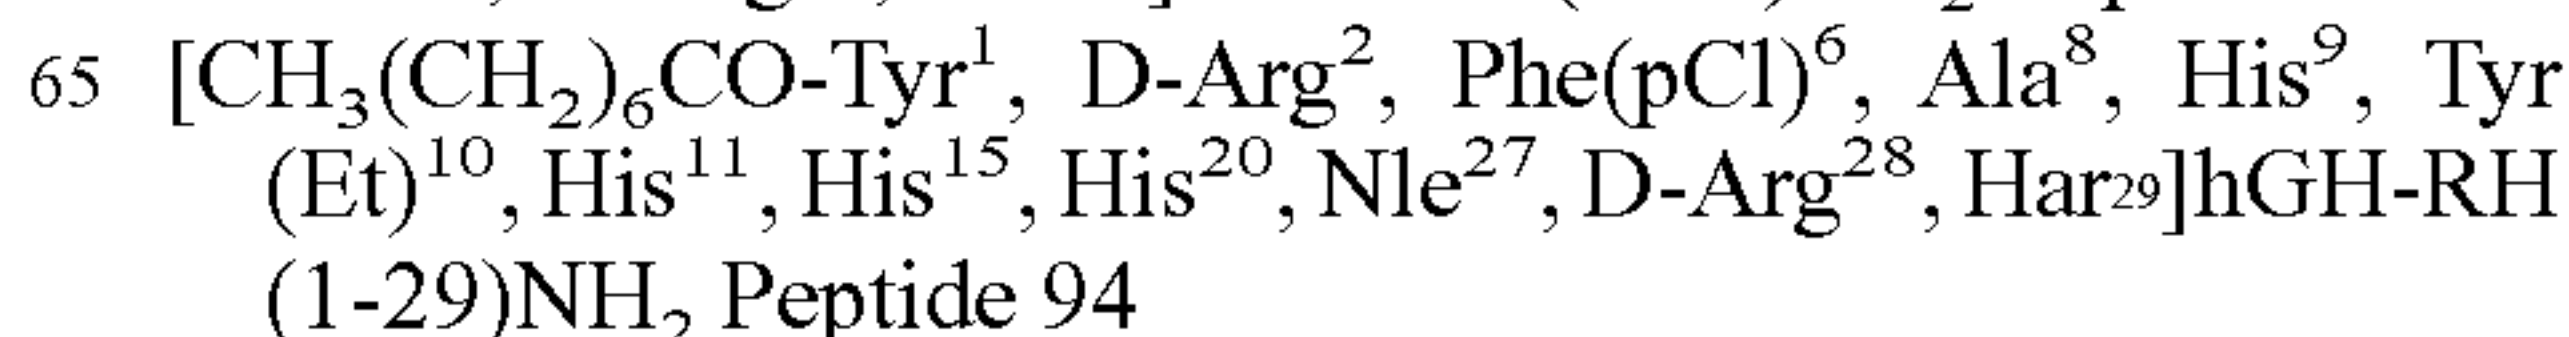 65 [CH₃(CH₂)₆CO-Tyr¹, D-Arg², Phe(pCl)⁶, Ala⁸, His⁹, Tyr
(Et)¹⁰, His¹¹, His¹⁵, His²⁰, Nle²⁷, D-Arg²⁸, Har²⁹]hGH-RH
(1-29)NH₂ Peptide 94